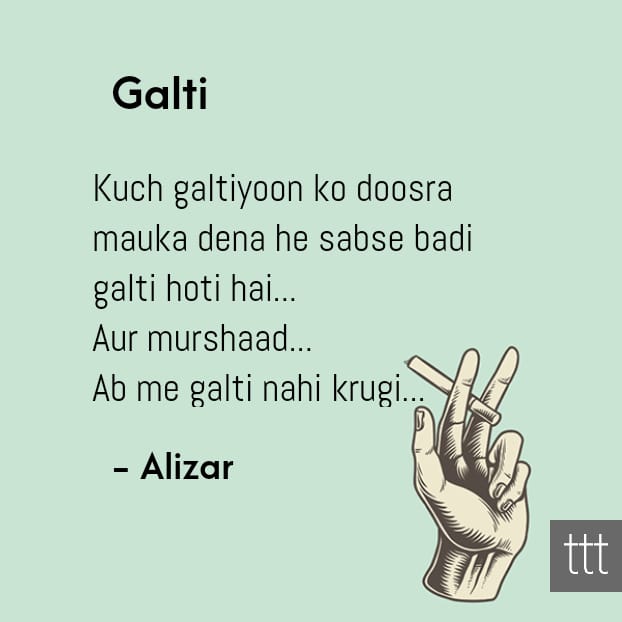 Galti
Kuch galtiyoon ko doosra
mauka dena he sabse badi
galti hoti hai...
Aur murshaad...
Ab me galti nahi krugi...
– Alizar
ttt